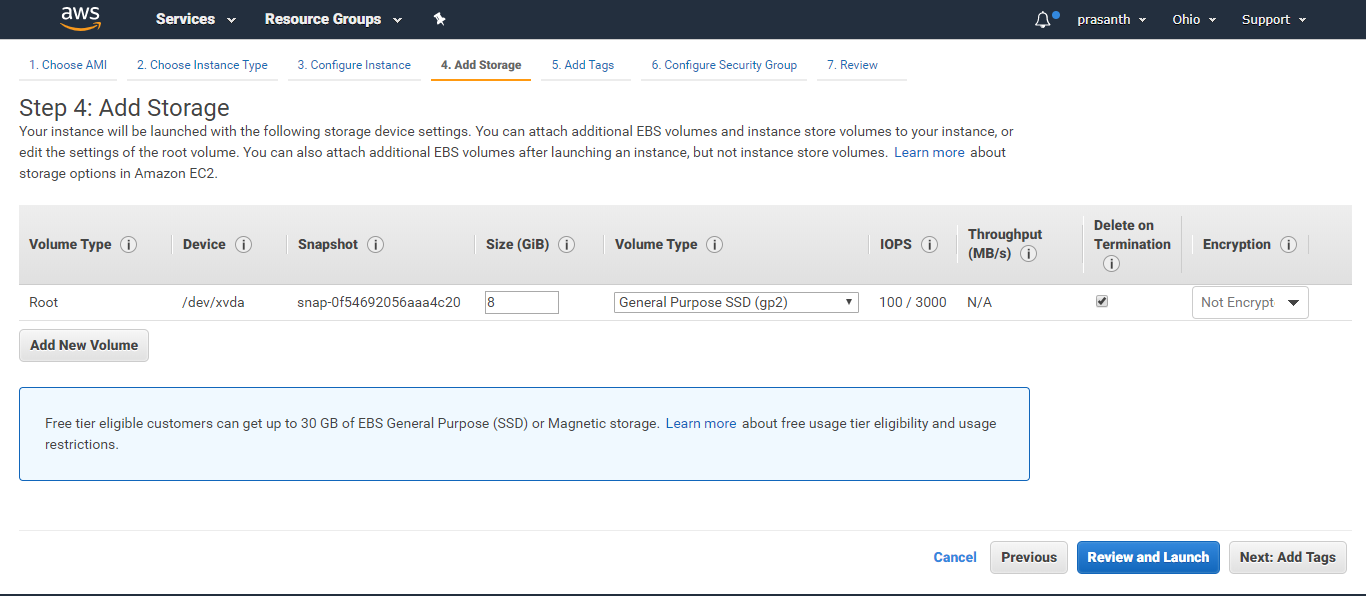 aws Services Resource Groups prasanth Ohio Support
1. Choose AMI 2. Choose Instance Type 3. Configure Instance 4. Add Storage 5. Add Tags 6. Configure Security Group 7. Review
Step 4: Add Storage
Your instance will be launched with the following storage device settings. You can attach additional EBS volumes and instance store volumes to your instance, or
edit the settings of the root volume. You can also attach additional EBS volumes after launching an instance, but not instance store volumes. Learn more about
storage options in Amazon EC2.
Volume Type i Device i Snapshot i Size (GiB) i Volume Type i IOPS i Throughput (MB/s) i Delete on Termination i Encryption i
Root /dev/xvda snap-0f54692056aaa4c20 8 General Purpose SSD (gp2) 100 / 3000 N/A Not Encrypt
Add New Volume
Free tier eligible customers can get up to 30 GB of EBS General Purpose (SSD) or Magnetic storage. Learn more about free usage tier eligibility and usage
restrictions.
Cancel Previous Review and Launch Next: Add Tags